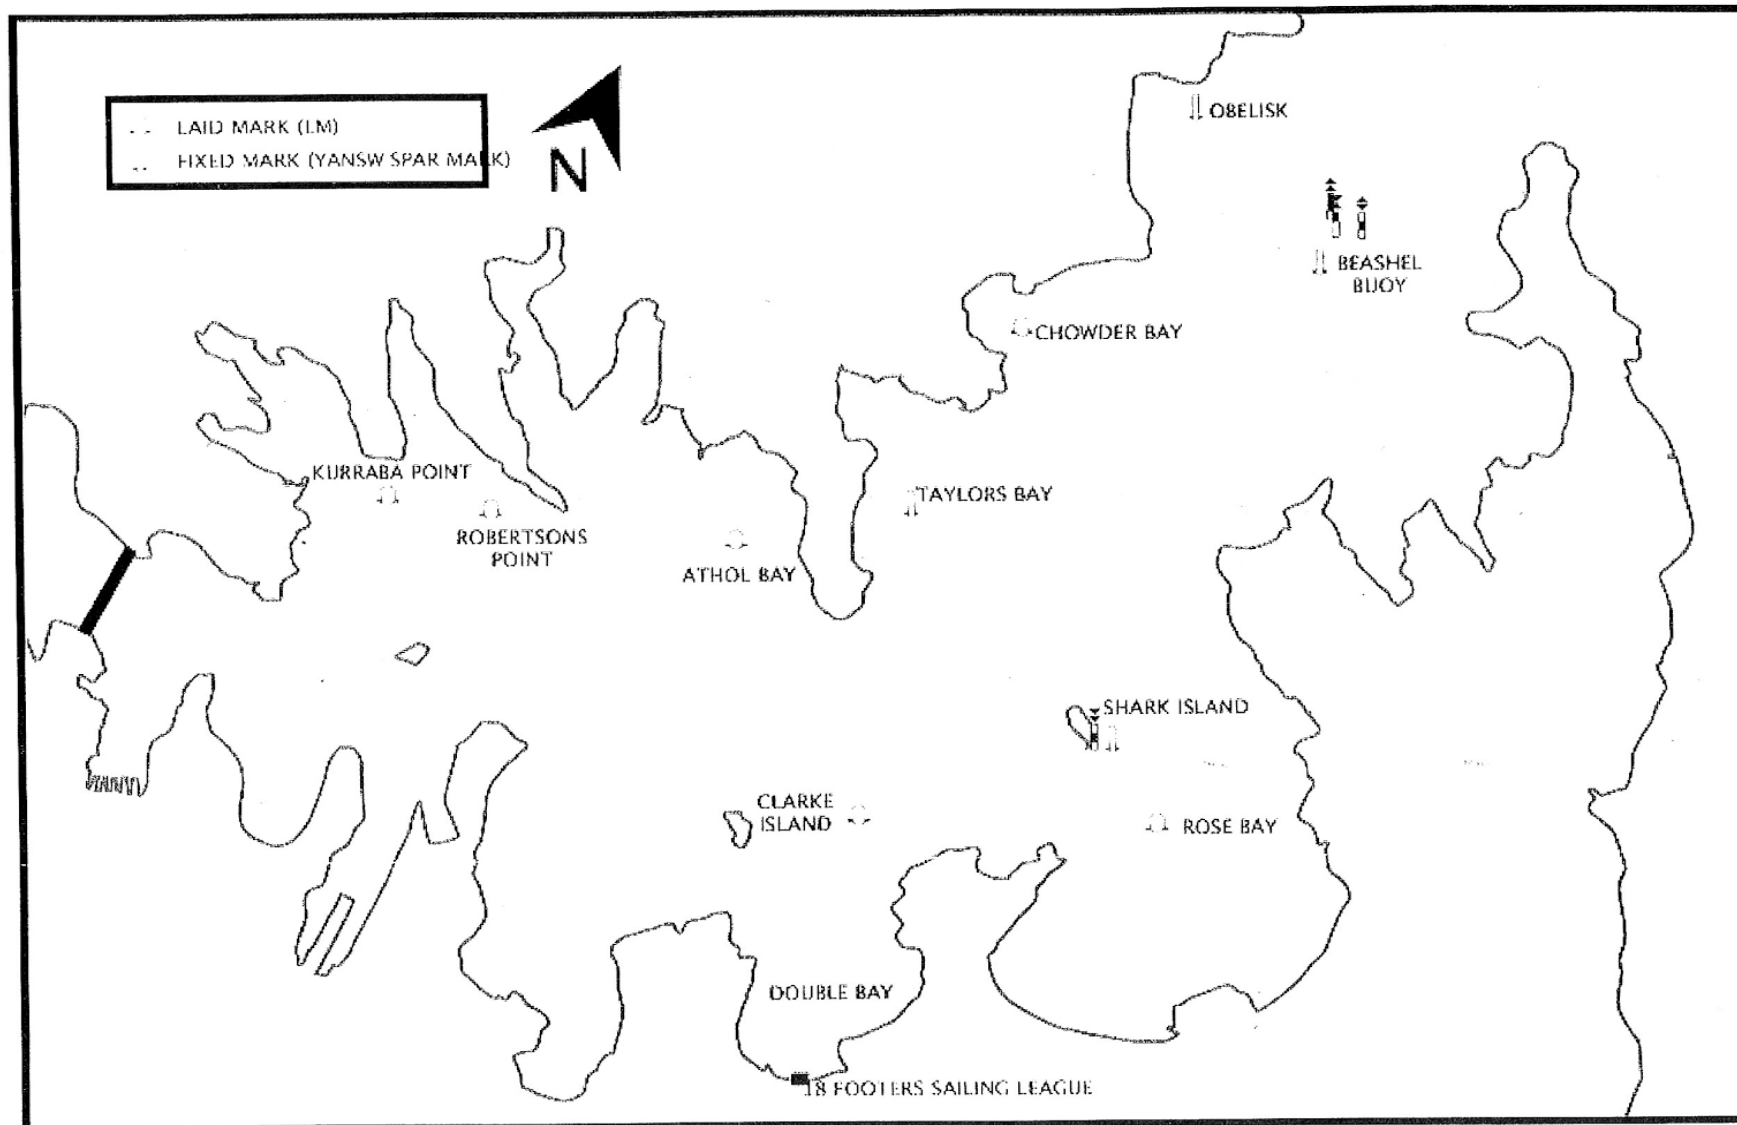 LAID MARK (LM)
FIXED MARK (YANSW SPAR MARK)
N
OBELISK
BEASHEL
BUOY
CHOWDER BAY
KURRABA POINT
TAYLORS BAY
ROBERTSONS
POINT
ATHOL BAY
SHARK ISLAND
CLARKE
ISLAND
ROSE BAY
DOUBLE BAY
18 FOOTERS SAILING LEAGUE